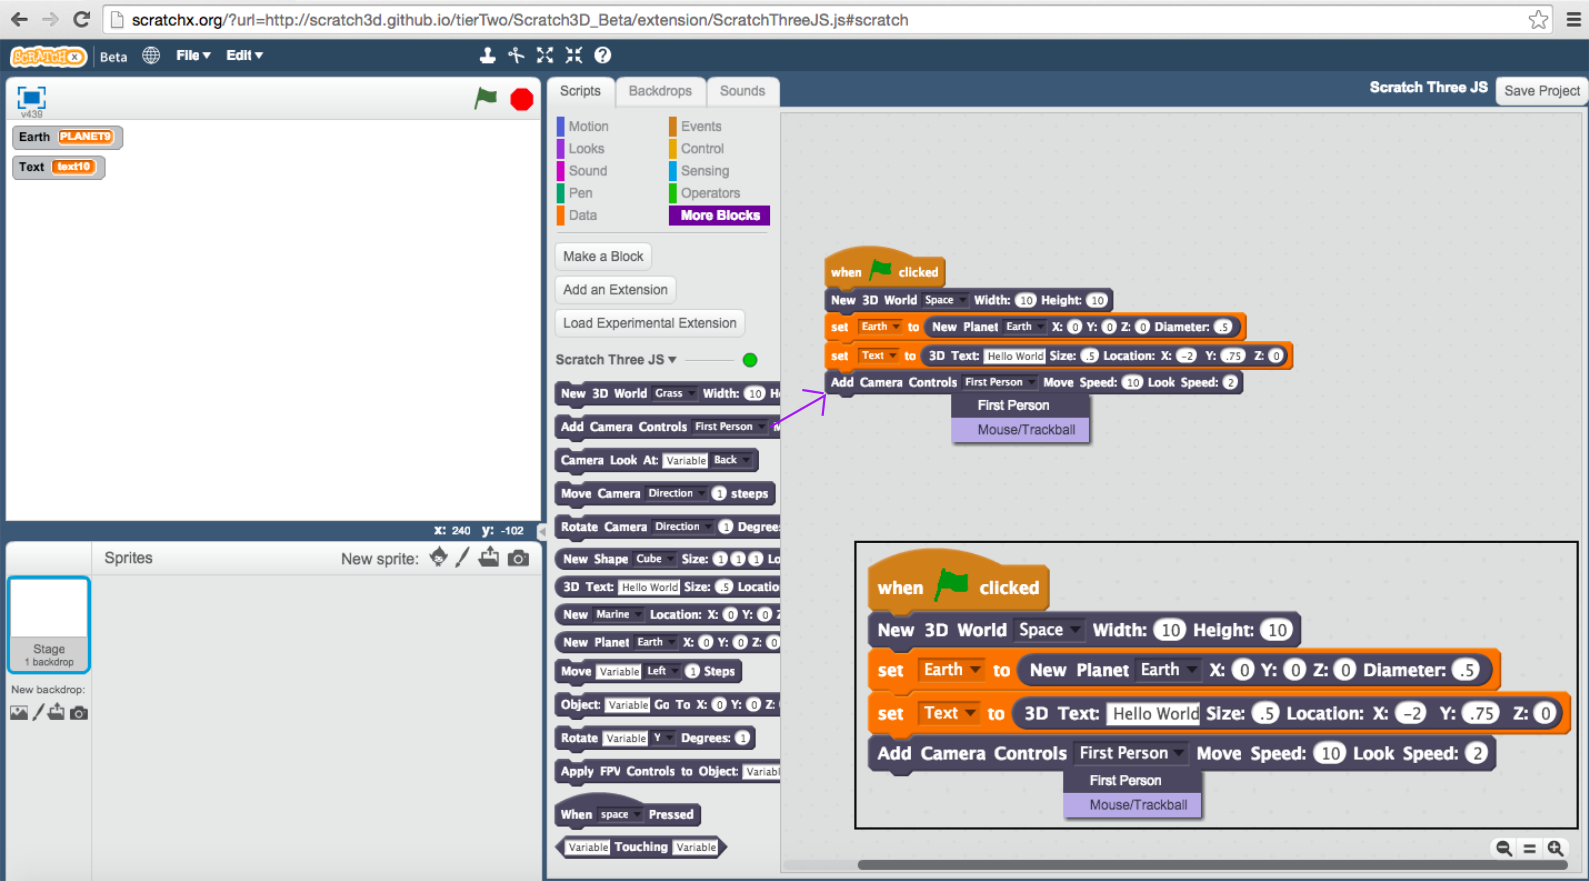 scratchx.org/?url=http://scratch3d.github.io/tierTwo/Scratch3D_Beta/extension/ScratchThreeJS.js#scratch
SCRATCH X Beta File Edit
v439
Earth PLANET9
Text text10
x: 240 y: -102
Sprites New sprite:
Stage
1 backdrop
New backdrop:
Scripts Backdrops Sounds
Scratch Three JS Save Project
Motion Events
Looks Control
Sound Sensing
Pen Operators
Data More Blocks
Make a Block
Add an Extension
Load Experimental Extension
Scratch Three JS
New 3D World Grass Width: 10 H
Add Camera Controls First Person M
Camera Look At: Variable Back
Move Camera Direction 1 steeps
Rotate Camera Direction 1 Degrees
New Shape Cube Size: 1 1 1 Lo
3D Text: Hello World Size: .5 Locatio
New Marine Location: X: 0 Y: 0 Z
New Planet Earth X: 0 Y: 0 Z: 0
Move Variable Left 1 Steps
Object: Variable Go To X: 0 Y: 0 Z:
Rotate Variable Y Degrees: 1
Apply FPV Controls to Object: Variabl
When space Pressed
Variable Touching Variable
when clicked
New 3D World Space Width: 10 Height: 10
set Earth to New Planet Earth X: 0 Y: 0 Z: 0 Diameter: .5
set Text to 3D Text: Hello World Size: .5 Location: X: -2 Y: .75 Z: 0
Add Camera Controls First Person Move Speed: 10 Look Speed: 2
First Person
Mouse/Trackball
when clicked
New 3D World Space Width: 10 Height: 10
set Earth to New Planet Earth X: 0 Y: 0 Z: 0 Diameter: .5
set Text to 3D Text: Hello World Size: .5 Location: X: -2 Y: .75 Z: 0
Add Camera Controls First Person Move Speed: 10 Look Speed: 2
First Person
Mouse/Trackball